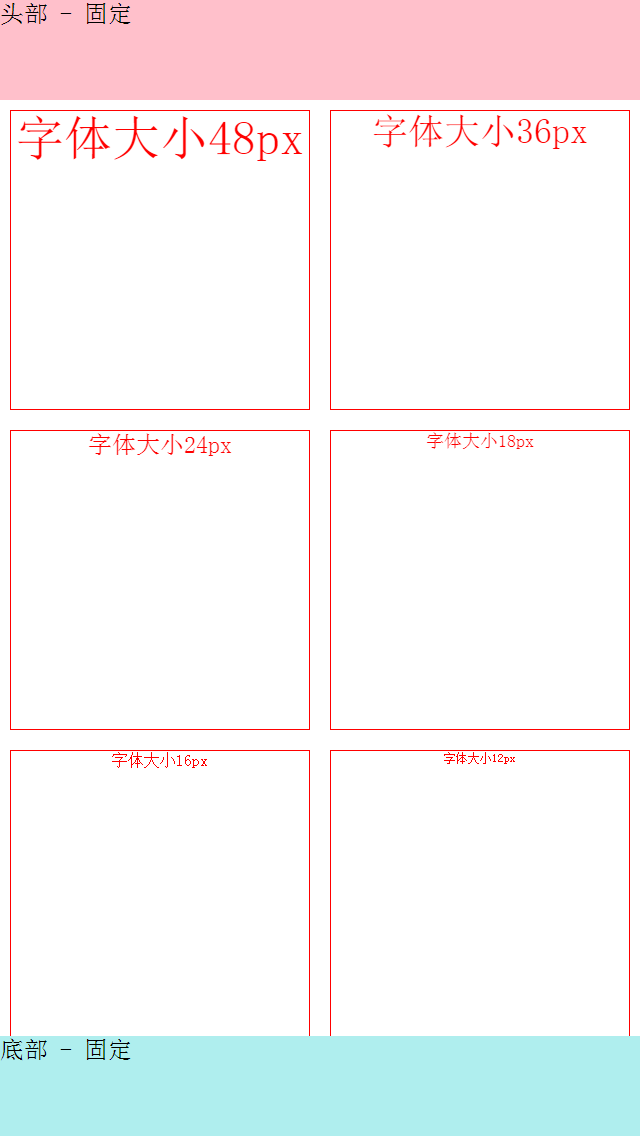 头部 - 固定
字体大小48px
字体大小36px
字体大小24px
字体大小18px
字体大小16px
字体大小12px
底部 - 固定